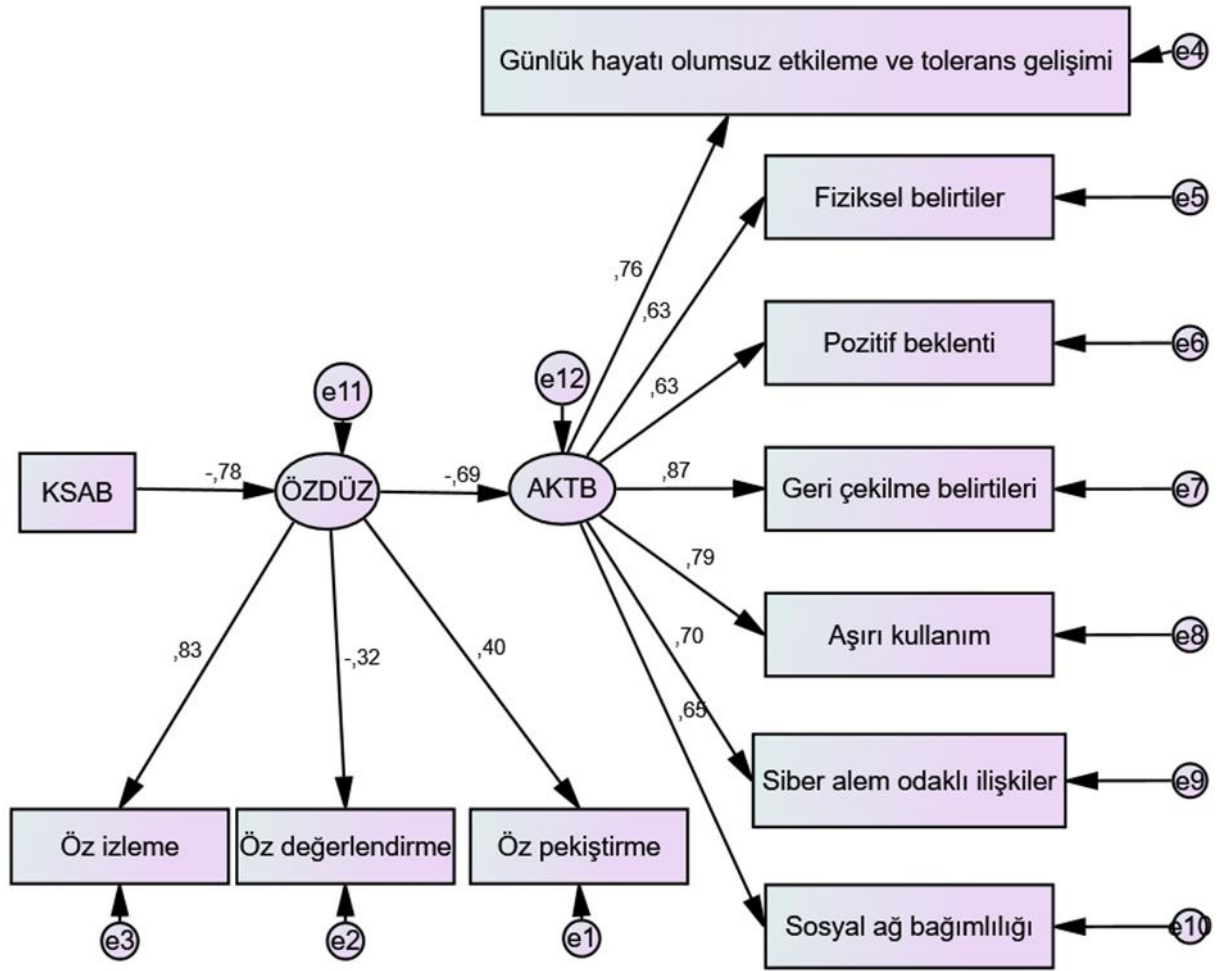 Günlük hayatı olumsuz etkileme ve tolerans gelişimi
e4
Fiziksel belirtiler
e5
,76
,63
Pozitif beklenti
e6
,63
e11
e12
KSAB
-,78
ÖZDÜZ
-,69
AKTB
,87
Geri çekilme belirtileri
e7
,79
Aşırı kullanım
e8
,83
-,32
,40
,70
,65
Siber alem odaklı ilişkiler
e9
Öz izleme
Öz değerlendirme
Öz pekiştirme
Sosyal ağ bağımlılığı
e10
e3
e2
e1